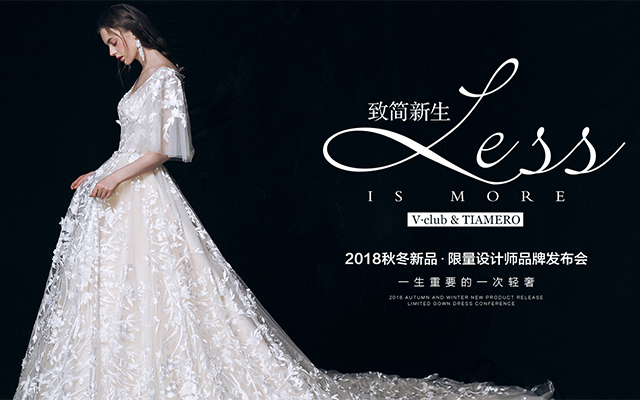 致简新生
Less
IS MORE
V·club & TIAMERO
2018秋冬新品·限量设计师品牌发布会
一生重要的一次轻奢
2018 AUTUMN AND WINTER NEW PRODUCT RELEASE
LIMITED GOWN DRESS CONFERENCE